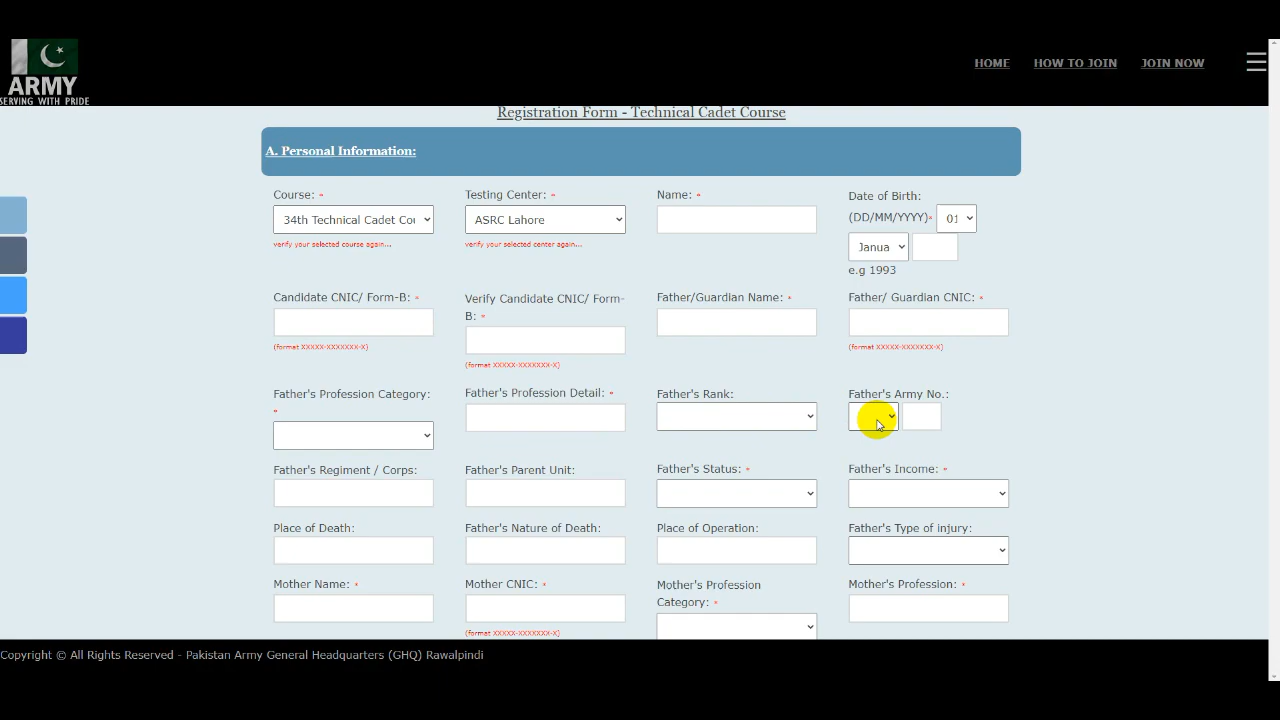 ARMY
SERVING WITH PRIDE
HOME HOW TO JOIN JOIN NOW
Registration Form - Technical Cadet Course
A. Personal Information:
Course: * Testing Center: * Name: * Date of Birth:
(DD/MM/YYYY)* 01
34th Technical Cadet Cou ASRC Lahore
verify your selected course again... verify your selected center again...
Janua
e.g 1993
Candidate CNIC/ Form-B: * Verify Candidate CNIC/ Form-
B: *
Father/Guardian Name: * Father/ Guardian CNIC: *
(format XXXXX-XXXXXXX-X) (format XXXXX-XXXXXXX-X) (format XXXXX-XXXXXXX-X)
Father's Profession Category:
*
Father's Profession Detail: * Father's Rank: Father's Army No.:
Father's Regiment / Corps: Father's Parent Unit: Father's Status: * Father's Income: *
Place of Death: Father's Nature of Death: Place of Operation: Father's Type of injury:
Mother Name: * Mother CNIC: * Mother's Profession
Category: *
Mother's Profession: *
(format XXXXX-XXXXXXX-X)
Copyright © All Rights Reserved - Pakistan Army General Headquarters (GHQ) Rawalpindi